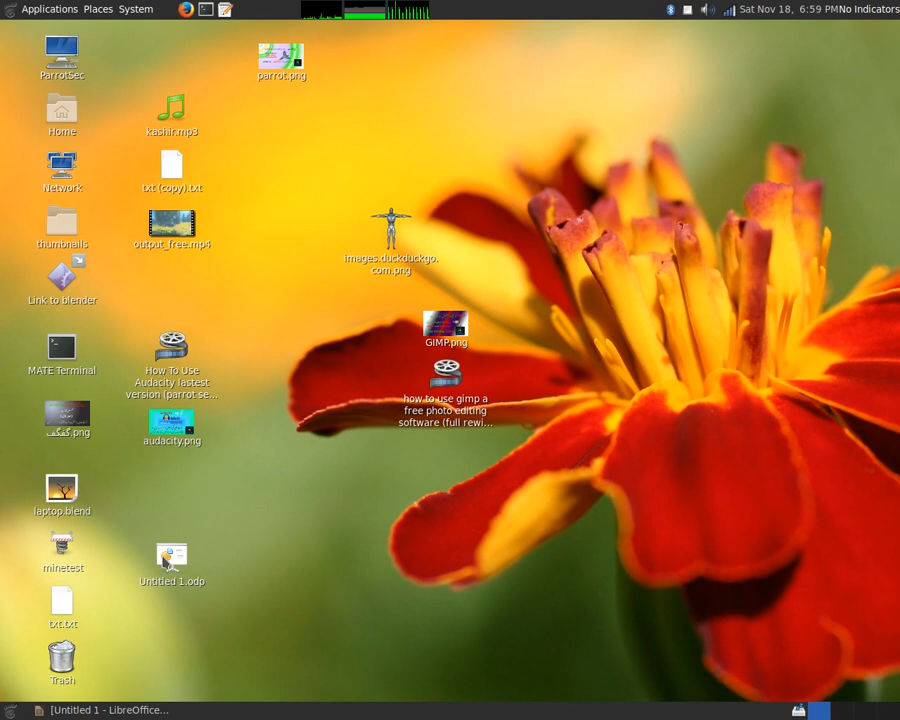 Applications Places System
Sat Nov 18, 6:59 PM No Indicators
ParrotSec
parrot.png
Home
kashir.mp3
Network
txt (copy).txt
thumbnails
output_free.mp4
images.duckduckgo.
com.png
Link to blender
GIMP.png
MATE Terminal
How To Use
Audacity lastest
version (parrot se...
how to use gimp a
free photo editing
software (full rewi...
audacity.png
laptop.blend
minetest
Untitled 1.odp
txt.txt
Trash
[Untitled 1 - LibreOffice...